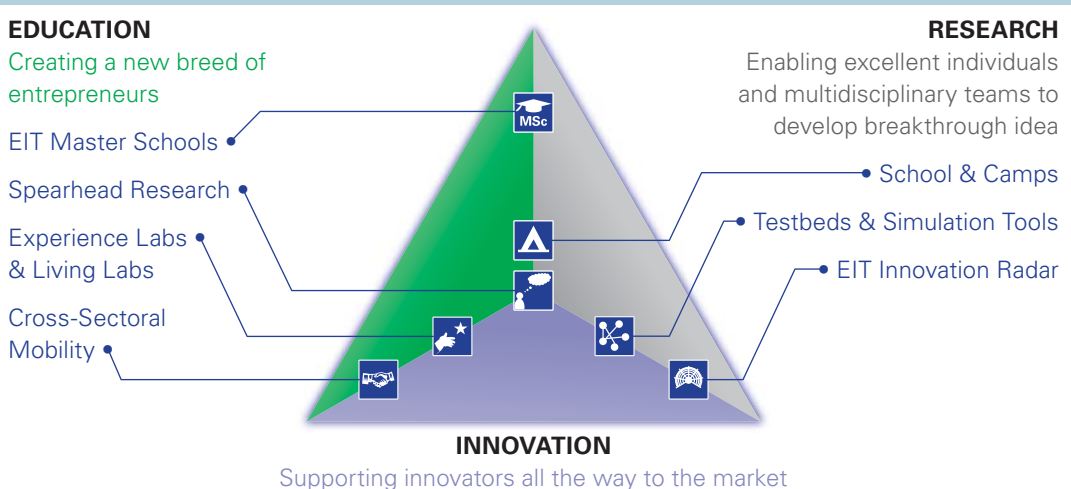 EDUCATION
Creating a new breed of
entrepreneurs
EIT Master Schools
Spearhead Research
Experience Labs
& Living Labs
Cross-Sectoral
Mobility
MSc
RESEARCH
Enabling excellent individuals
and multidisciplinary teams to
develop breakthrough idea
School & Camps
Testbeds & Simulation Tools
EIT Innovation Radar
INNOVATION
Supporting innovators all the way to the market